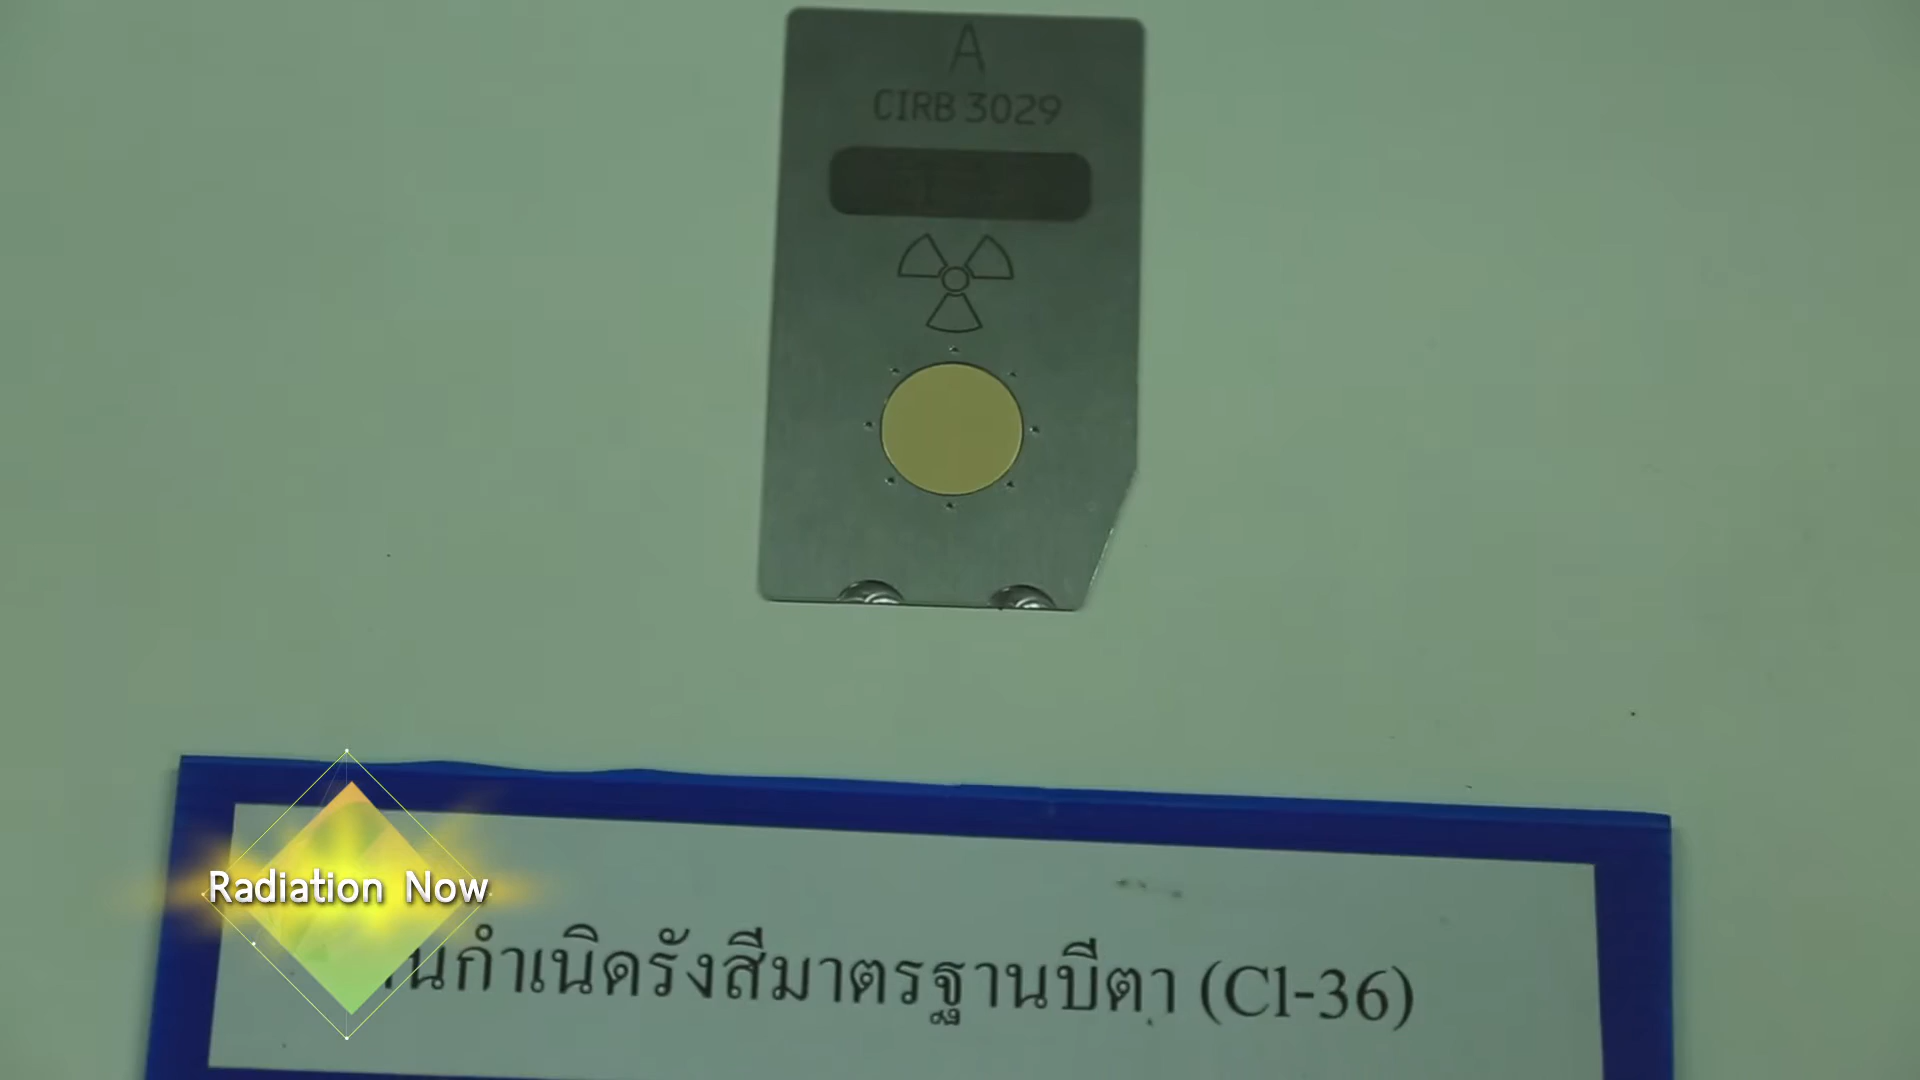 A
CIRB 3029
Radiation Now
นกำเนิดรังสีมาตรฐานบีตา (Cl-36)